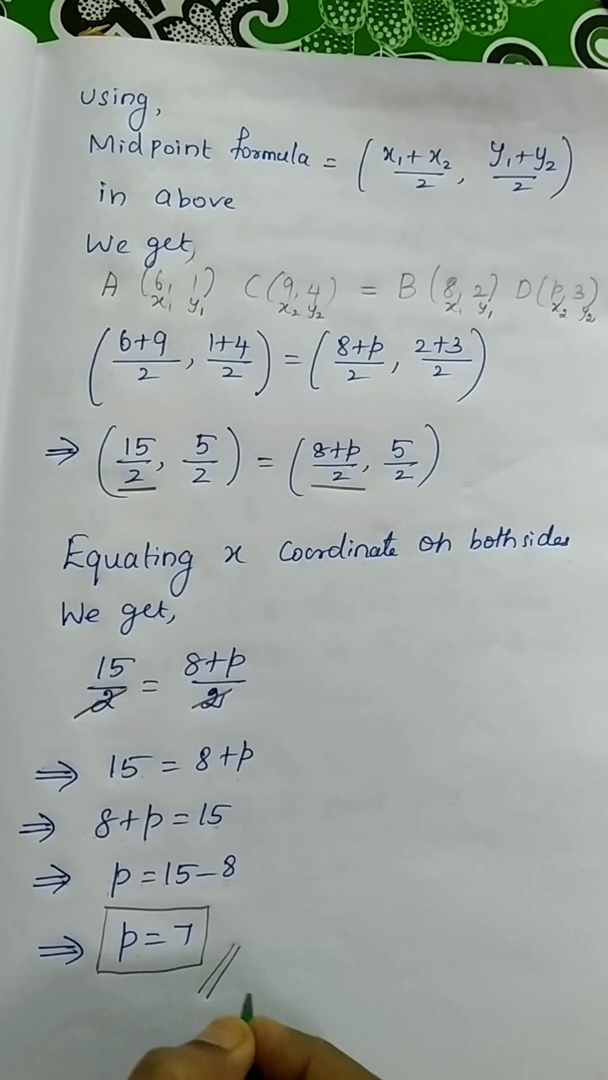 using,
Midpoint formula = (x₁+x₂/2, y₁+y₂/2)
in above
We get,
A (6, 1) C (9, 4) = B (8, 2) D (p, 3)
x₁ y₁ x₂ y₂ x₁ y₁ x₂ y₂
(6+9/2, 1+4/2) = (8+p/2, 2+3/2)
⇒ (15/2, 5/2) = (8+p/2, 5/2)
Equating x coordinate on both sides
We get,
15/2 = 8+p/2
⇒ 15 = 8+p
⇒ 8+p=15
⇒ p=15-8
⇒ p=7 //